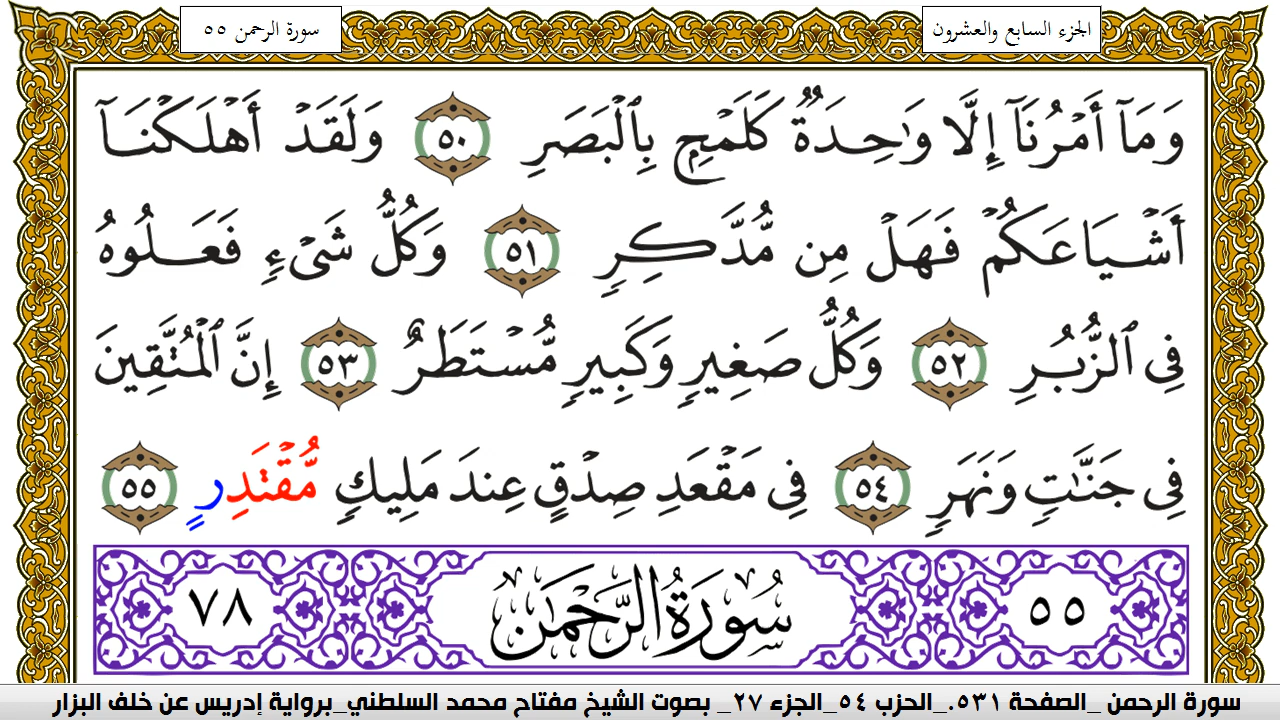 الجزء السابع والعشرون
سورة الرحمن ٥٥
وَمَآ أَمْرُنَآ إِلَّا وَٰحِدَةٌ كَلَمْحٍۭ بِٱلْبَصَرِ ٥٠ وَلَقَدْ أَهْلَكْنَآ
أَشْيَاعَكُمْ فَهَلْ مِن مُّدَّكِرٍ ٥١ وَكُلُّ شَىْءٍ فَعَلُوهُ
فِى ٱلزُّبُرِ ٥٢ وَكُلُّ صَغِيرٍ وَكَبِيرٍ مُّسْتَطَرٌ ٥٣ إِنَّ ٱلْمُتَّقِينَ
فِى جَنَّٰتٍ وَنَهَرٍ ٥٤ فِى مَقْعَدِ صِدْقٍ عِندَ مَلِيكٍ مُّقْتَدِرٍ ٥٥
٥٥ سُورَةُ الرَّحْمَٰن ٧٨
سورة الرحمن _الصفحة ٥٣١._الحزب ٥٤_الجزء ٢٧_ بصوت الشيخ مفتاح محمد السلطني_برواية إدريس عن خلف البزار